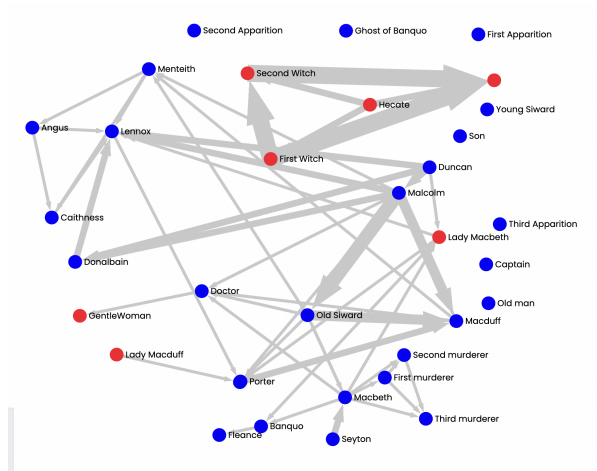 Second Apparition
Ghost of Banquo
First Apparition
Menteith
Second Witch
Hecate
Young Siward
Angus
Lennox
Son
First Witch
Duncan
Malcolm
Caithness
Third Apparition
Lady Macbeth
Donalbain
Captain
Doctor
Old man
GentleWoman
Old Siward
Macduff
Lady Macduff
Second murderer
Porter
First murderer
Macbeth
Third murderer
Banquo
Fleance
Seyton